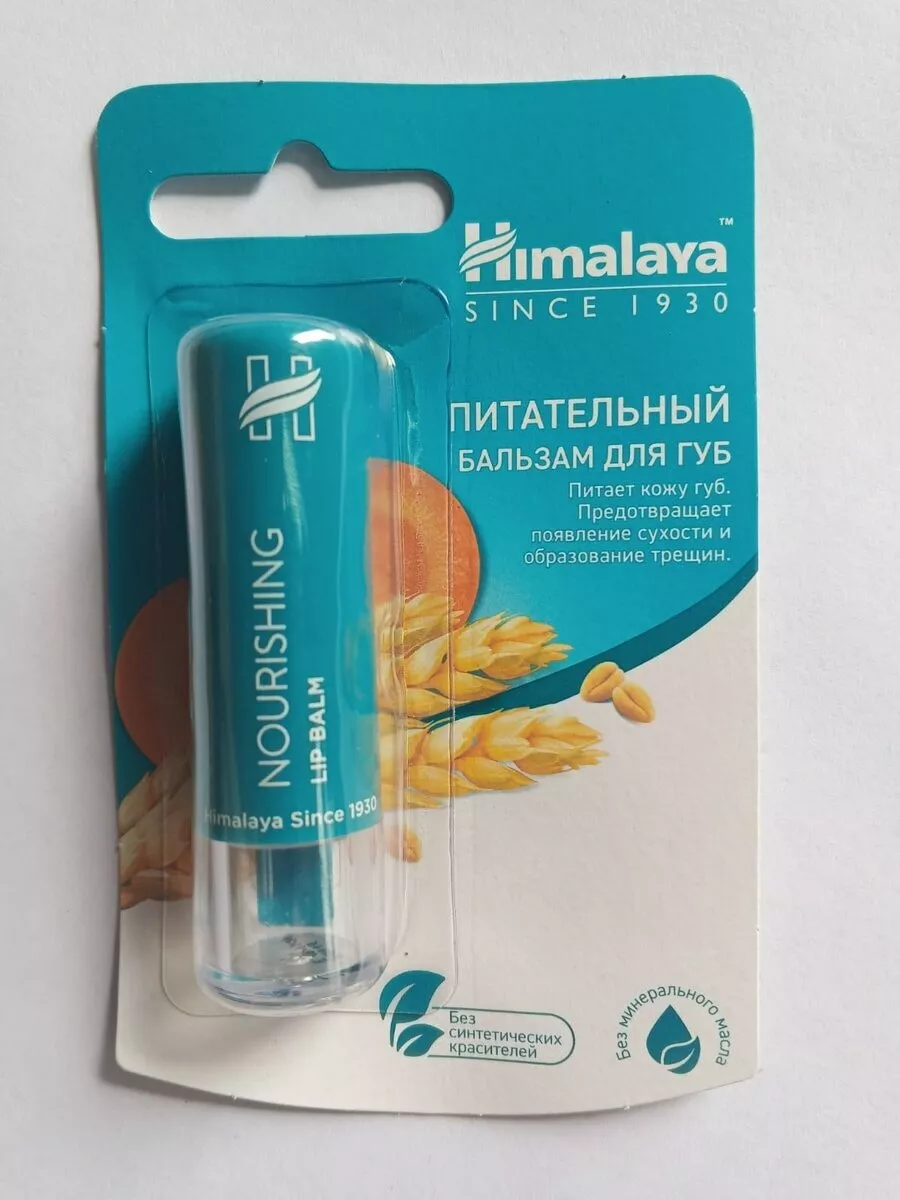 Himalaya™
SINCE 1930
ПИТАТЕЛЬНЫЙ
БАЛЬЗАМ ДЛЯ ГУБ
Питает кожу губ.
Предотвращает
появление сухости и
образование трещин.
NOURISHING
LIP BALM
Himalaya Since 1930
Без
синтетических
красителей
Без минерального масла